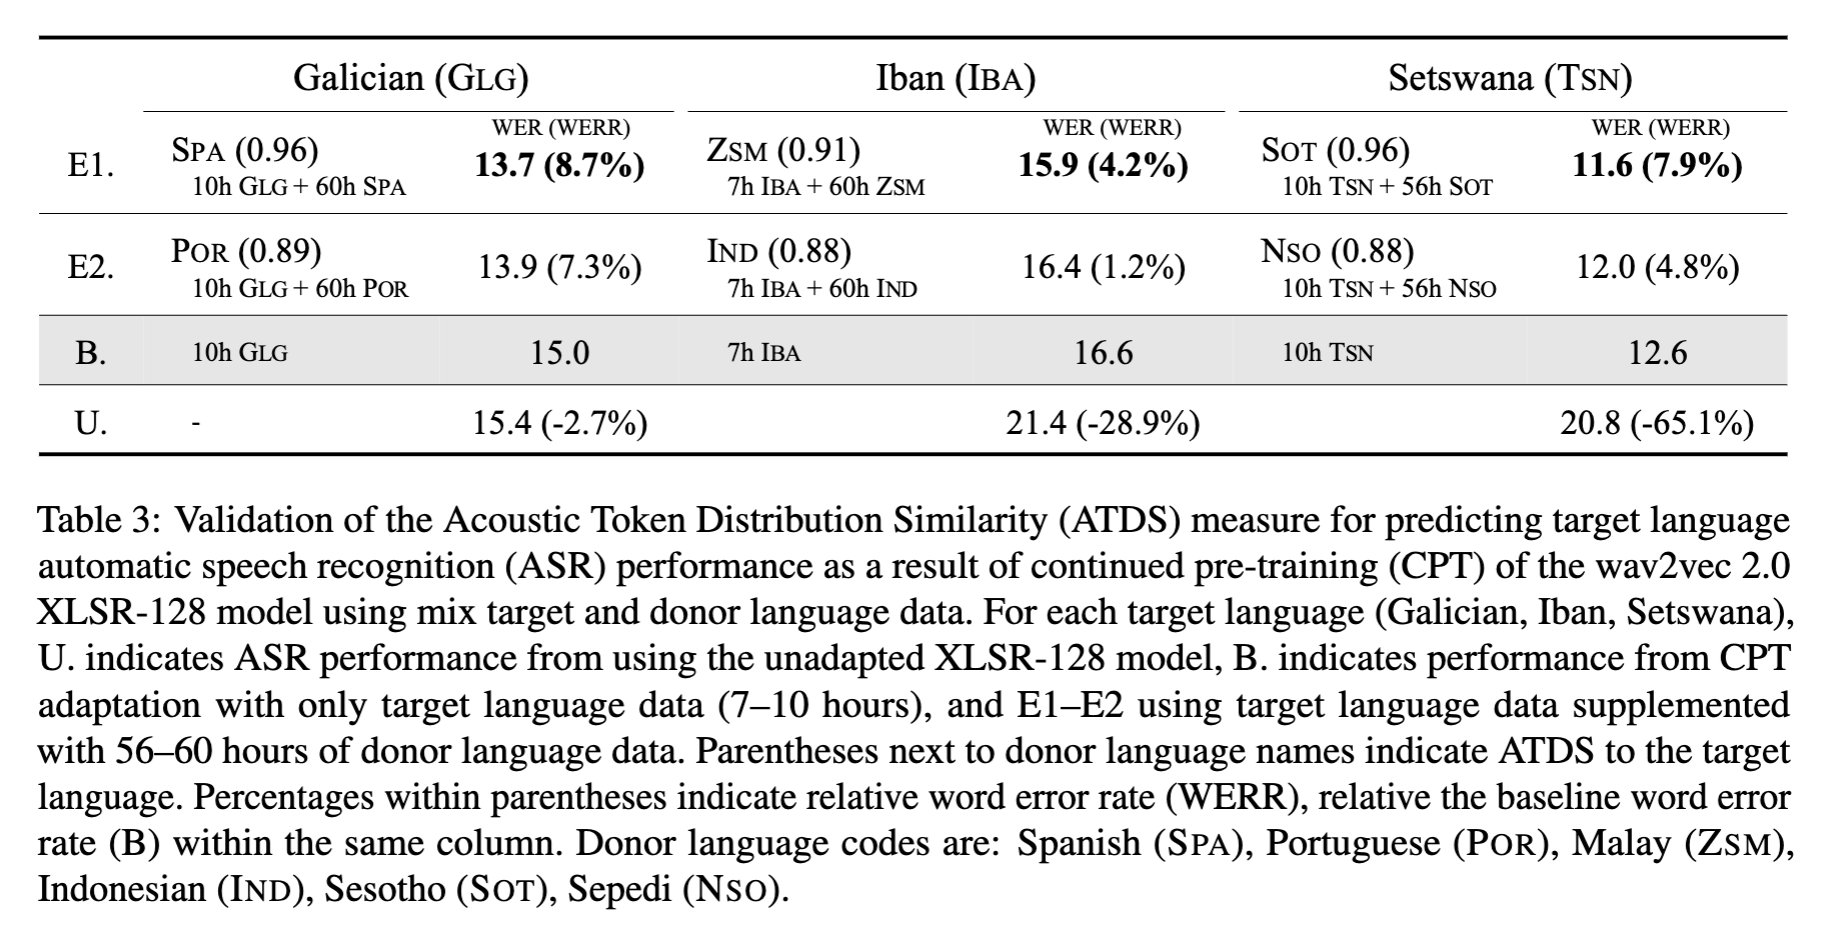 Galician (GLG) Iban (IBA) Setswana (TSN)
WER (WERR) WER (WERR) WER (WERR)
E1. SPA (0.96) 13.7 (8.7%) ZSM (0.91) 15.9 (4.2%) SOT (0.96) 11.6 (7.9%)
10h GLG + 60h SPA 7h IBA + 60h ZSM 10h TSN + 56h SOT
E2. POR (0.89) 13.9 (7.3%) IND (0.88) 16.4 (1.2%) NSO (0.88) 12.0 (4.8%)
10h GLG + 60h POR 7h IBA + 60h IND 10h TSN + 56h NSO
B. 10h GLG 15.0 7h IBA 16.6 10h TSN 12.6
U. - 15.4 (-2.7%) 21.4 (-28.9%) 20.8 (-65.1%)
Table 3: Validation of the Acoustic Token Distribution Similarity (ATDS) measure for predicting target language
automatic speech recognition (ASR) performance as a result of continued pre-training (CPT) of the wav2vec 2.0
XLSR-128 model using mix target and donor language data. For each target language (Galician, Iban, Setswana),
U. indicates ASR performance from using the unadapted XLSR-128 model, B. indicates performance from CPT
adaptation with only target language data (7–10 hours), and E1–E2 using target language data supplemented
with 56–60 hours of donor language data. Parentheses next to donor language names indicate ATDS to the target
language. Percentages within parentheses indicate relative word error rate (WERR), relative the baseline word error
rate (B) within the same column. Donor language codes are: Spanish (SPA), Portuguese (POR), Malay (ZSM),
Indonesian (IND), Sesotho (SOT), Sepedi (NSO).